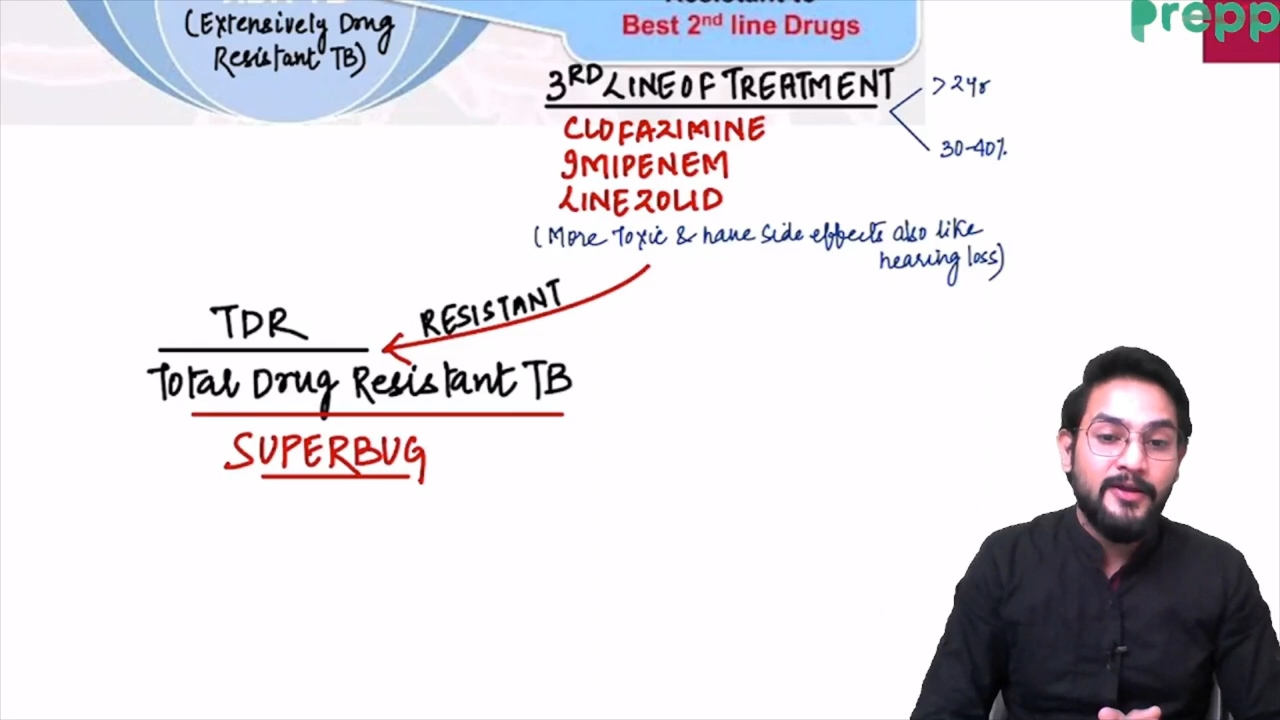 prepp
(Extensively Drug
Resistant TB)
Best 2nd line Drugs
3RD LINE OF TREATMENT
>2yr
30-40%
CLOFAZIMINE
IMIPENEM
LINEZOLID
(More Toxic & have side effects also like
hearing loss)
RESISTANT
TDR
Total Drug Resistant TB
SUPERBUG